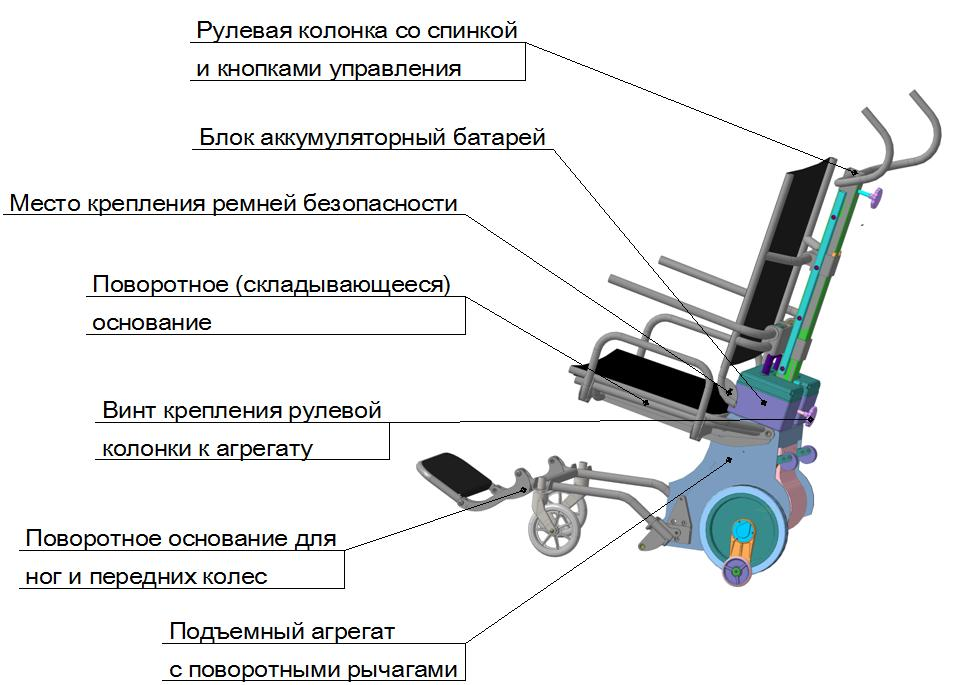 Рулевая колонка со спинкой
и кнопками управления
Блок аккумуляторный батарей
Место крепления ремней безопасности
Поворотное (складывающееся)
основание
Винт крепления рулевой
колонки к агрегату
Поворотное основание для
ног и передних колес
Подъемный агрегат
с поворотными рычагами